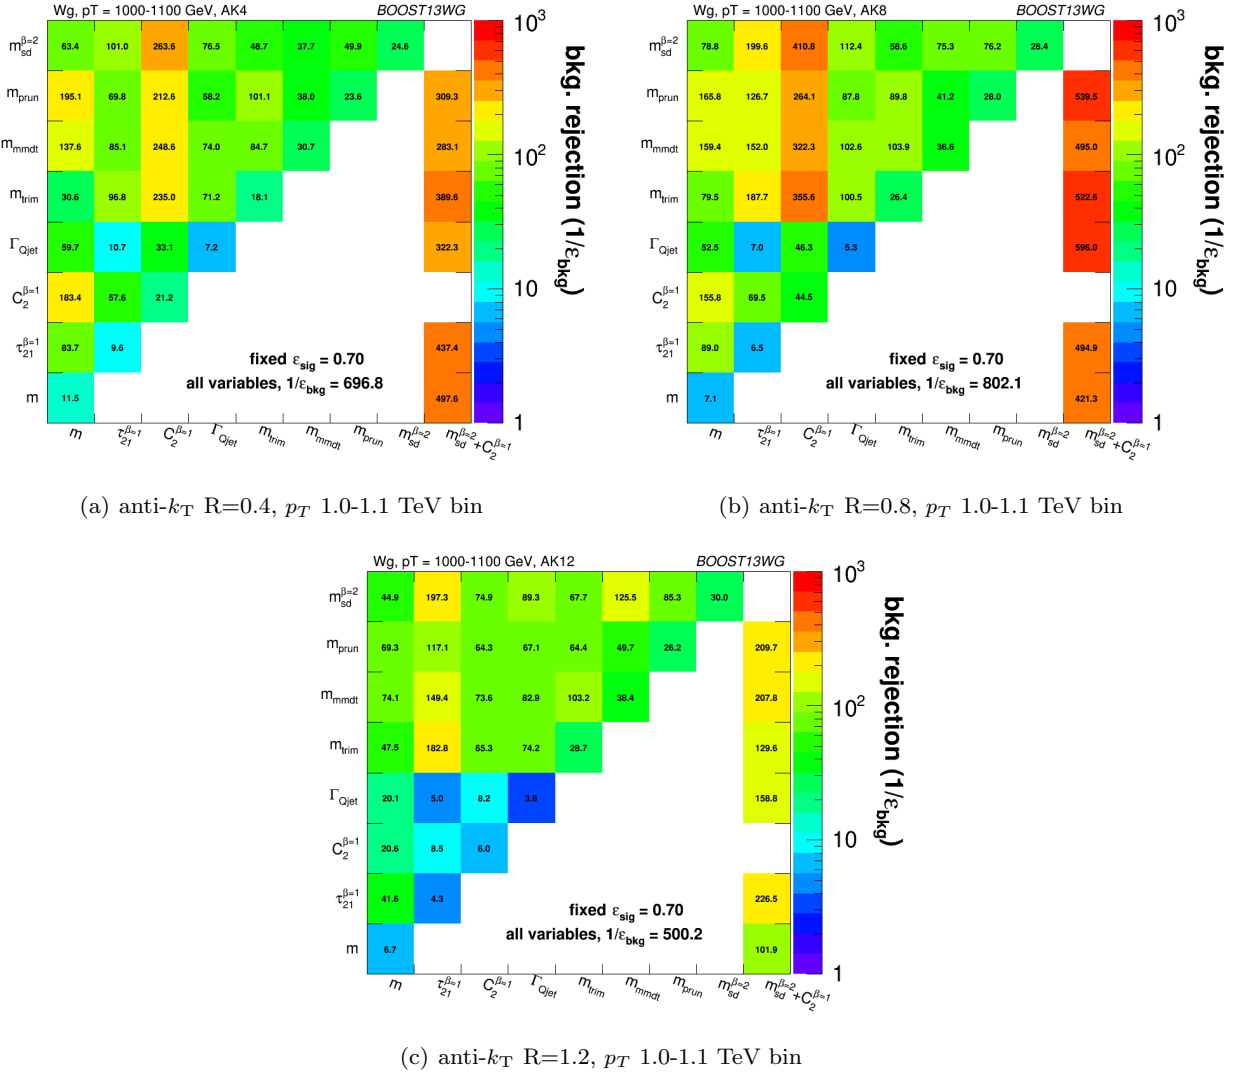 Wg, pT = 1000-1100 GeV, AK4 BOOST13WG
m_sd^β=2 63.4 101.0 263.6 76.5 48.7 37.7 49.9 24.6
m_prun 195.1 69.8 212.6 58.2 101.1 38.0 23.6 309.3
m_mmdt 137.6 85.1 248.6 74.0 84.7 30.7 283.1
m_trim 30.6 96.8 235.0 71.2 18.1 389.6
Γ_Qjet 59.7 10.7 33.1 7.2 322.3
C_2^β=1 183.4 57.6 21.2
τ_21^β=1 83.7 9.6 437.4
m 11.5 497.6
fixed ε_sig = 0.70
all variables, 1/ε_bkg = 696.8
m τ_21^β=1 C_2^β=1 Γ_Qjet m_trim m_mmdt m_prun m_sd^β=2 m_sd^β=2+C_2^β=1
10^3
10^2
10
1
bkg. rejection (1/ε_bkg)
(a) anti-k_T R=0.4, p_T 1.0-1.1 TeV bin
Wg, pT = 1000-1100 GeV, AK8 BOOST13WG
m_sd^β=2 78.8 199.6 410.8 112.4 58.6 75.3 76.2 28.4
m_prun 165.8 126.7 264.1 87.8 89.8 41.2 28.0 539.5
m_mmdt 159.4 152.0 322.3 102.6 103.9 36.6 495.0
m_trim 79.5 187.7 355.6 100.5 26.4 522.6
Γ_Qjet 52.5 7.0 46.3 5.3 596.0
C_2^β=1 155.8 69.5 44.5
τ_21^β=1 89.0 6.5 494.9
m 7.1 421.3
fixed ε_sig = 0.70
all variables, 1/ε_bkg = 802.1
m τ_21^β=1 C_2^β=1 Γ_Qjet m_trim m_mmdt m_prun m_sd^β=2 m_sd^β=2+C_2^β=1
10^3
10^2
10
1
bkg. rejection (1/ε_bkg)
(b) anti-k_T R=0.8, p_T 1.0-1.1 TeV bin
Wg, pT = 1000-1100 GeV, AK12 BOOST13WG
m_sd^β=2 44.9 197.3 74.9 89.3 67.7 125.5 85.3 30.0
m_prun 69.3 117.1 64.3 67.1 64.4 49.7 26.2 209.7
m_mmdt 74.1 149.4 73.6 82.9 103.2 38.4 207.8
m_trim 47.5 182.8 65.3 74.2 28.7 129.6
Γ_Qjet 20.1 5.0 8.2 3.8 158.8
C_2^β=1 20.6 8.5 6.0
τ_21^β=1 41.6 4.3 226.5
m 6.7 101.9
fixed ε_sig = 0.70
all variables, 1/ε_bkg = 500.2
m τ_21^β=1 C_2^β=1 Γ_Qjet m_trim m_mmdt m_prun m_sd^β=2 m_sd^β=2+C_2^β=1
10^3
10^2
10
1
bkg. rejection (1/ε_bkg)
(c) anti-k_T R=1.2, p_T 1.0-1.1 TeV bin